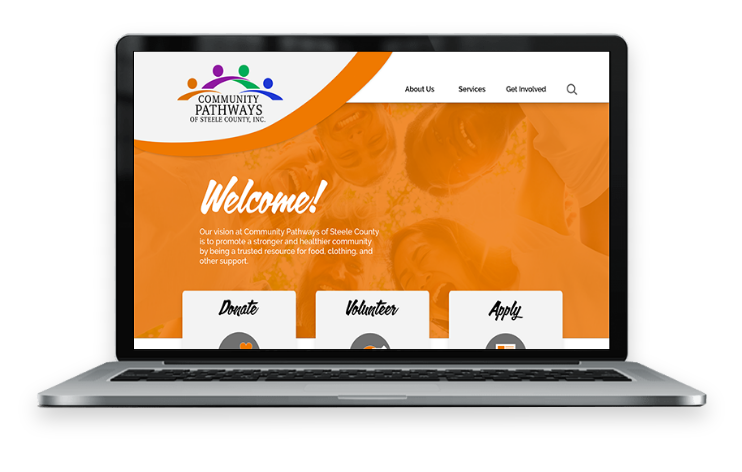 COMMUNITY
PATHWAYS
OF STEELE COUNTY, INC.
About Us Services Get Involved
Welcome!
Our vision at Community Pathways of Steele County
is to promote a stronger and healthier community
by being a trusted resource for food, clothing, and
other support.
Donate Volunteer Apply